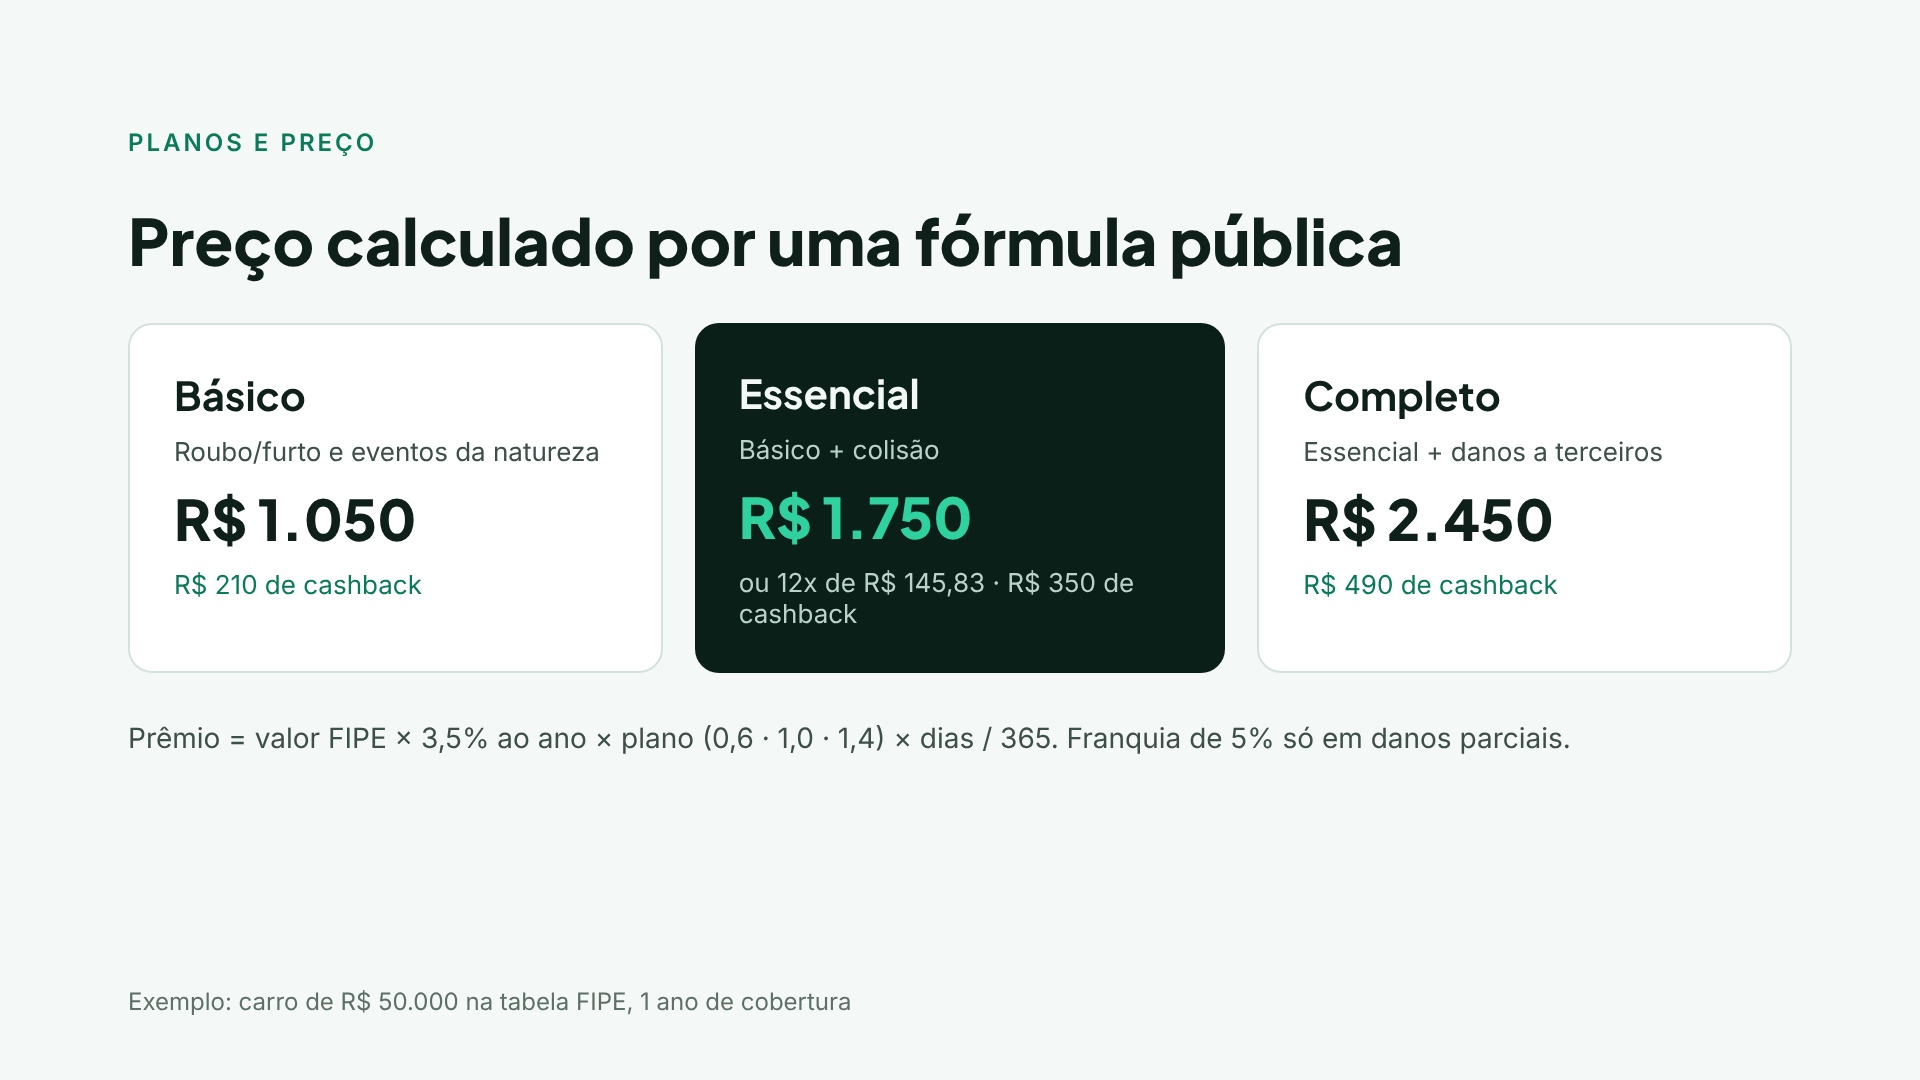 PLANOS E PREÇO
Preço calculado por uma fórmula pública
Básico
Roubo/furto e eventos da natureza
R$ 1.050
R$ 210 de cashback
Essencial
Básico + colisão
R$ 1.750
ou 12x de R$ 145,83 · R$ 350 de
cashback
Completo
Essencial + danos a terceiros
R$ 2.450
R$ 490 de cashback
Prêmio = valor FIPE × 3,5% ao ano × plano (0,6 · 1,0 · 1,4) × dias / 365. Franquia de 5% só em danos parciais.
Exemplo: carro de R$ 50.000 na tabela FIPE, 1 ano de cobertura